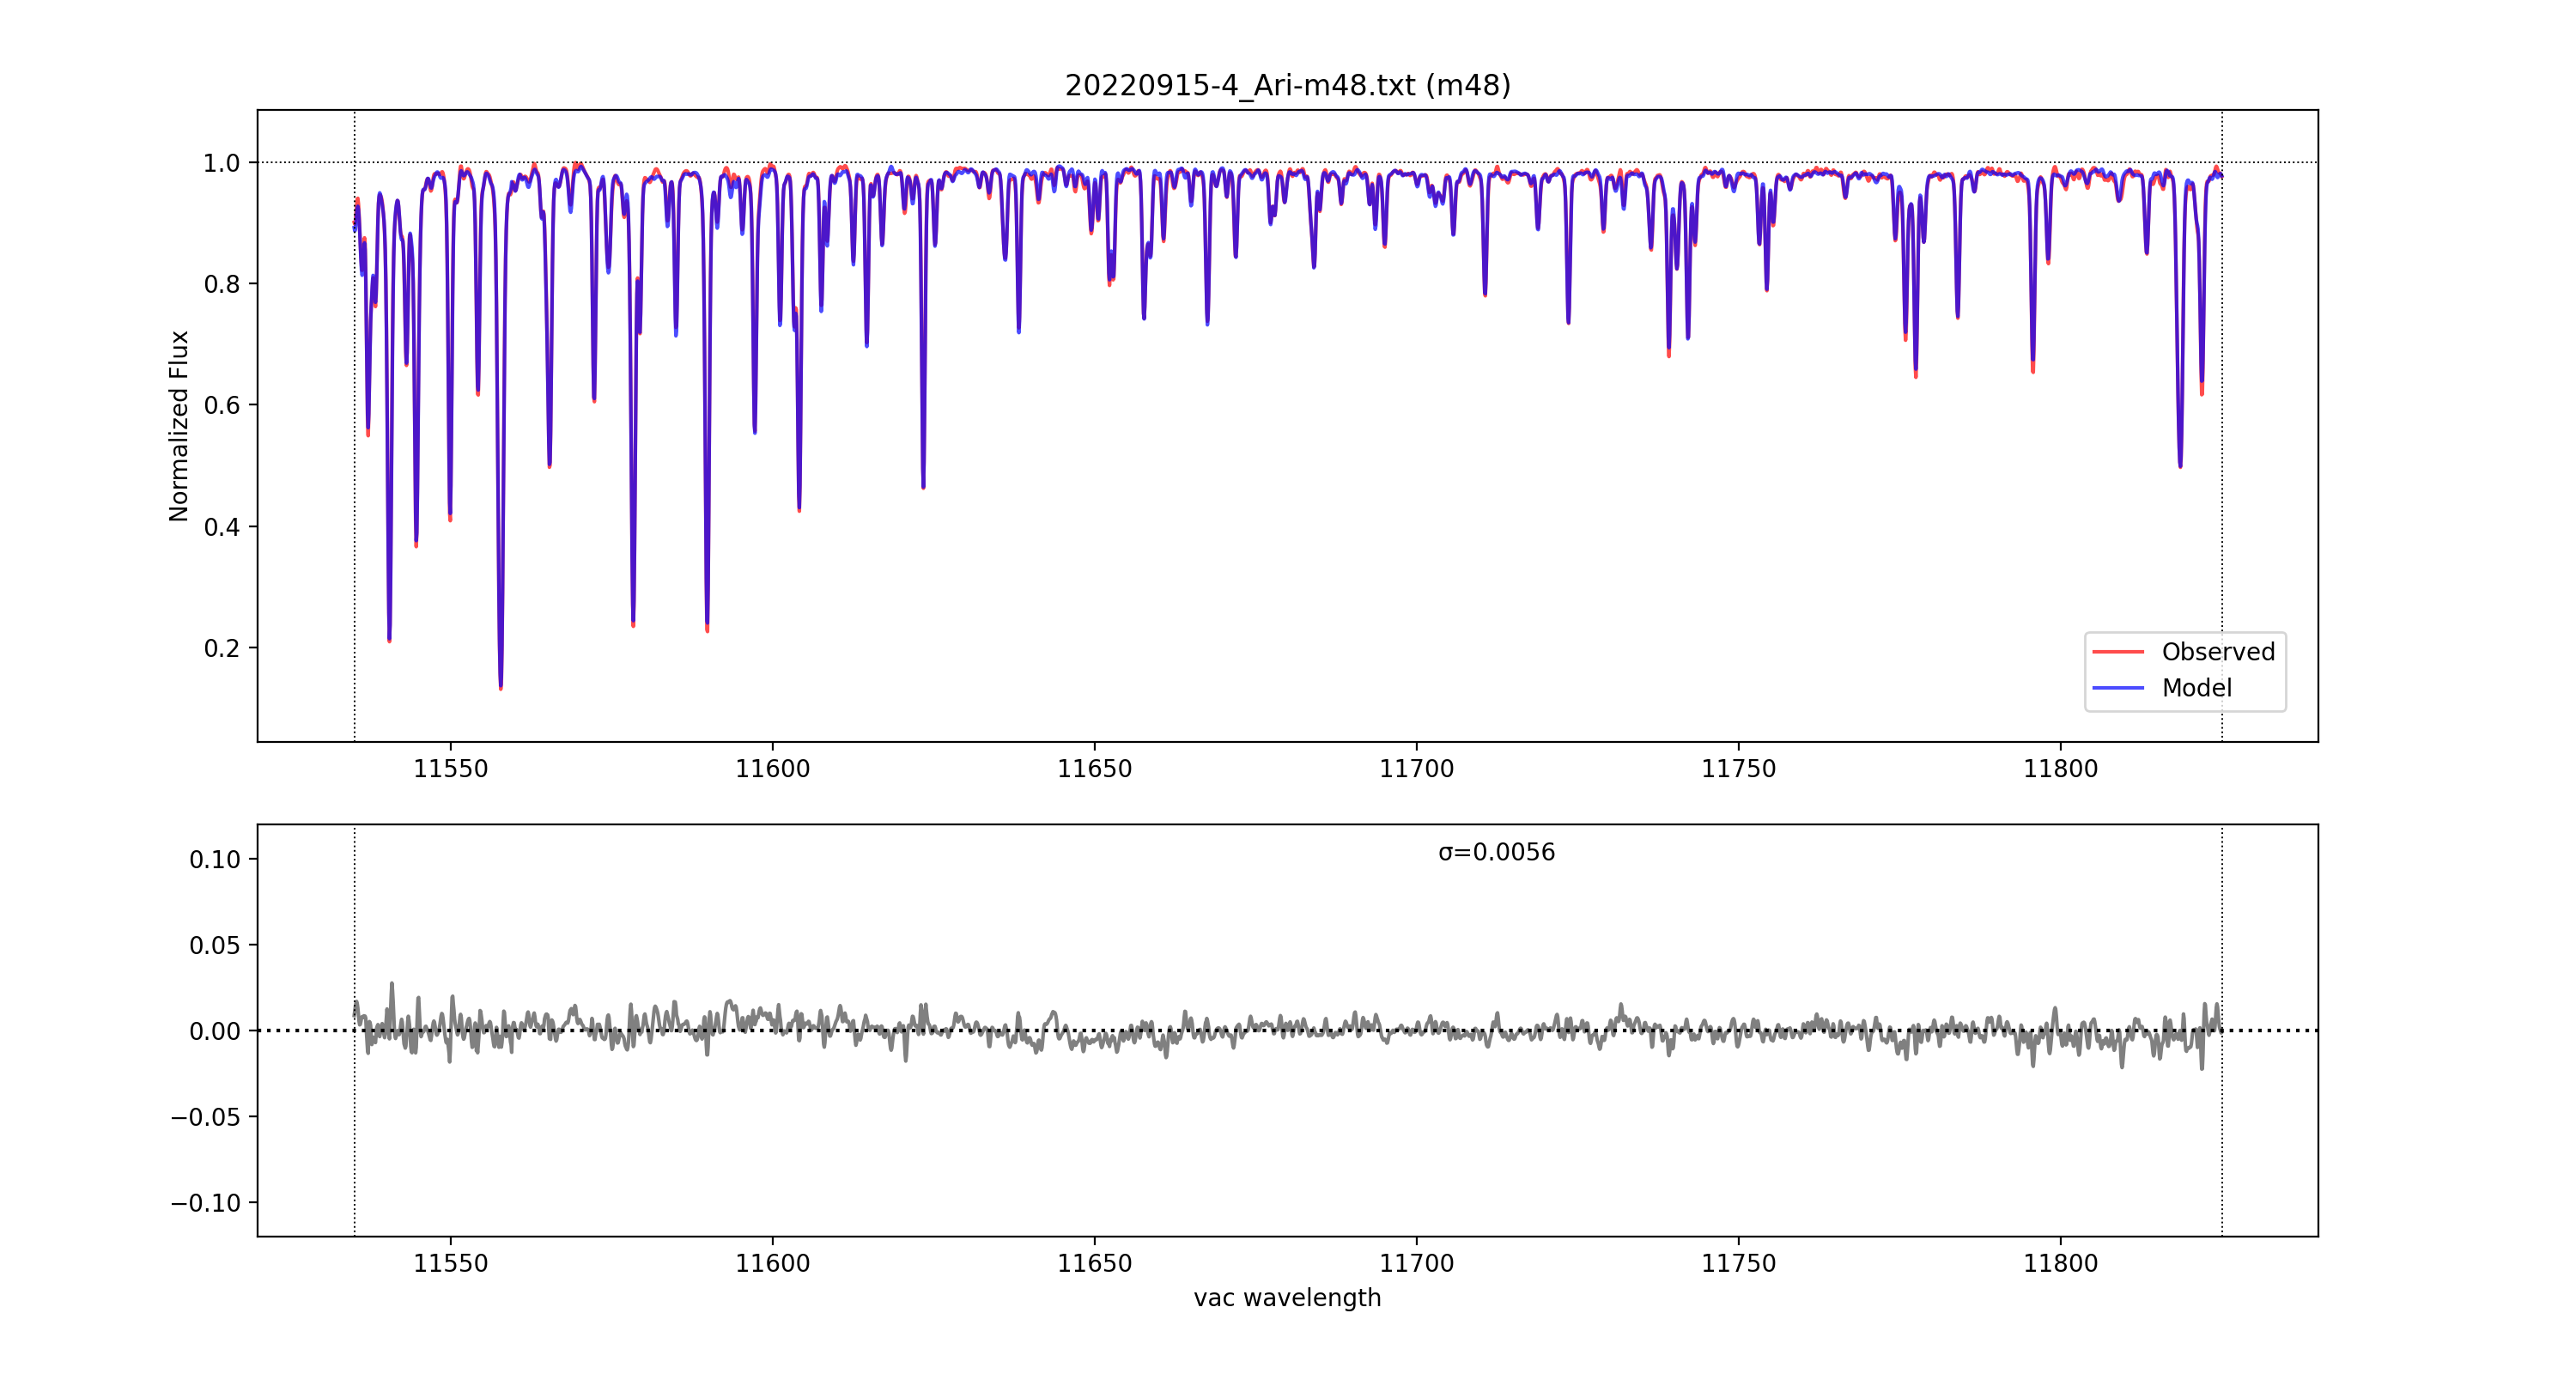 20220915-4_Ari-m48.txt (m48)
Normalized Flux
1.0
0.8
0.6
0.4
0.2
Observed
Model
11550 11600 11650 11700 11750 11800
σ=0.0056
0.10
0.05
0.00
−0.05
−0.10
11550 11600 11650 11700 11750 11800
vac wavelength